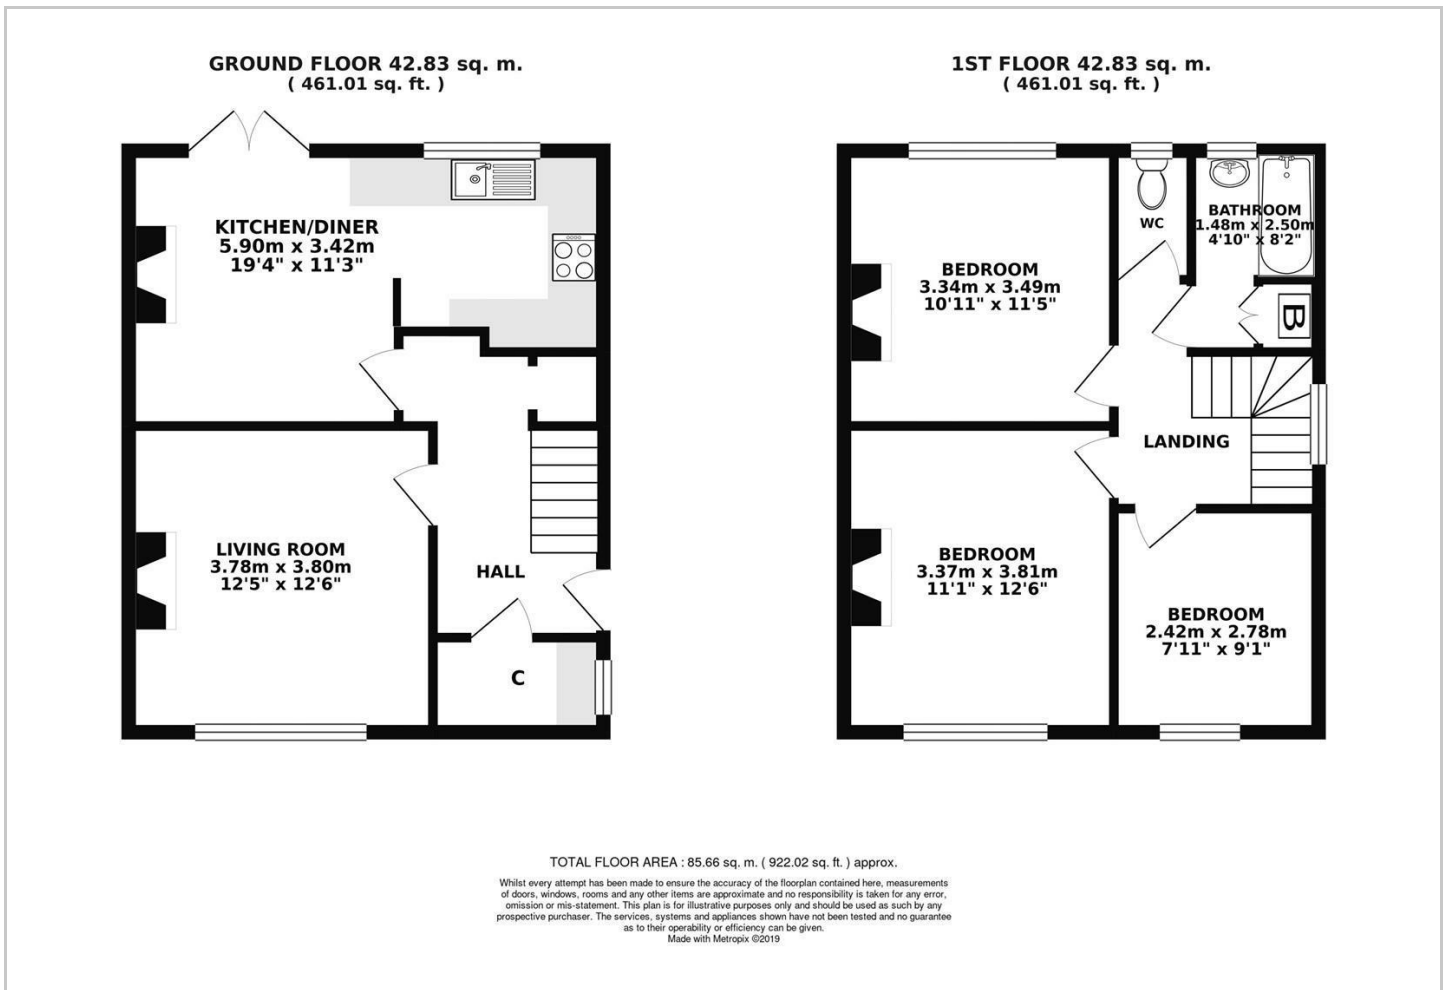 GROUND FLOOR 42.83 sq. m.
( 461.01 sq. ft. )
KITCHEN/DINER
5.90m x 3.42m
19'4" x 11'3"
LIVING ROOM
3.78m x 3.80m
12'5" x 12'6"
HALL
C
1ST FLOOR 42.83 sq. m.
( 461.01 sq. ft. )
BEDROOM
3.34m x 3.49m
10'11" x 11'5"
WC
BATHROOM
1.48m x 2.50m
4'10" x 8'2"
B
LANDING
BEDROOM
3.37m x 3.81m
11'1" x 12'6"
BEDROOM
2.42m x 2.78m
7'11" x 9'1"
TOTAL FLOOR AREA : 85.66 sq. m. ( 922.02 sq. ft. ) approx.
Whilst every attempt has been made to ensure the accuracy of the floorplan contained here, measurements
of doors, windows, rooms and any other items are approximate and no responsibility is taken for any error,
omission or mis-statement. This plan is for illustrative purposes only and should be used as such by any
prospective purchaser. The services, systems and appliances shown have not been tested and no guarantee
as to their operability or efficiency can be given.
Made with Metropix ©2019